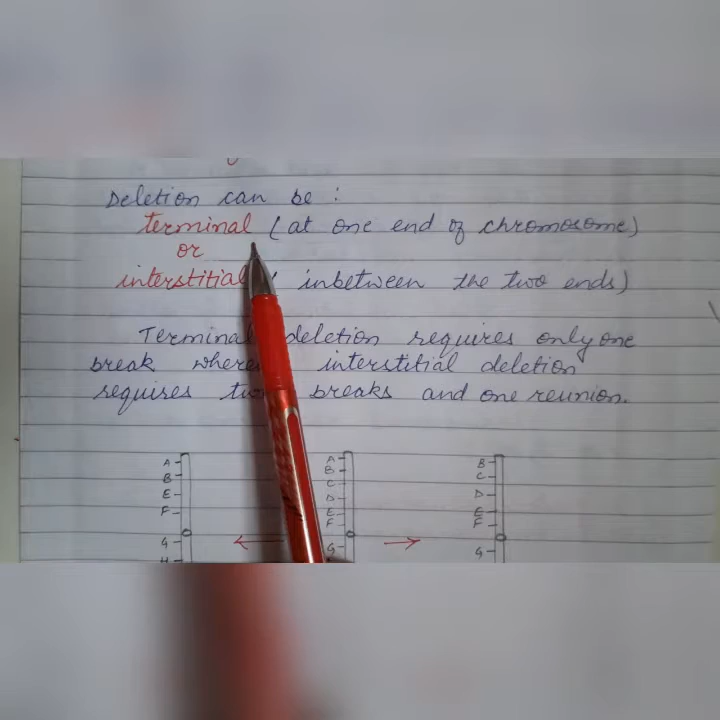 Deletion can be :
terminal (at one end of chromosome)
or
interstitial inbetween the two ends)
Terminal deletion requires only one
break interstitial deletion
requires breaks and one reunion.
A A B
B B C
E C D
F D E
G E F
H F G
G